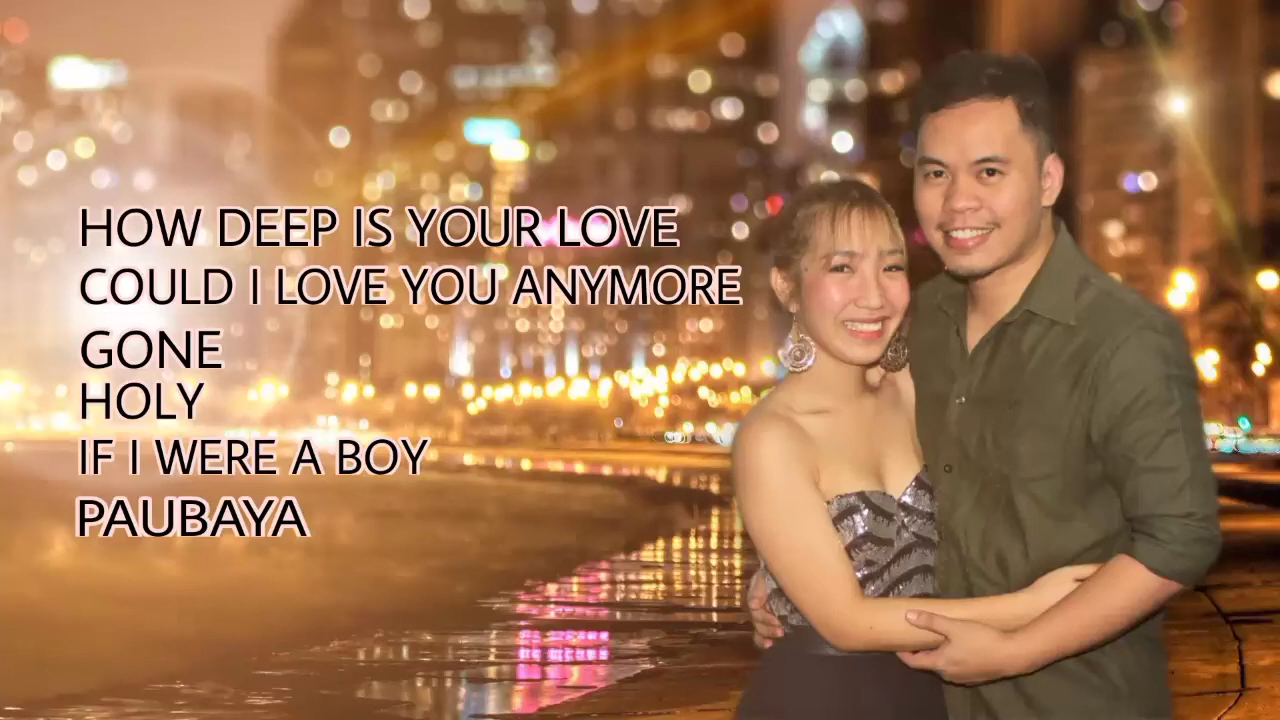 HOW DEEP IS YOUR LOVE
COULD I LOVE YOU ANYMORE
GONE
HOLY
IF I WERE A BOY
PAUBAYA